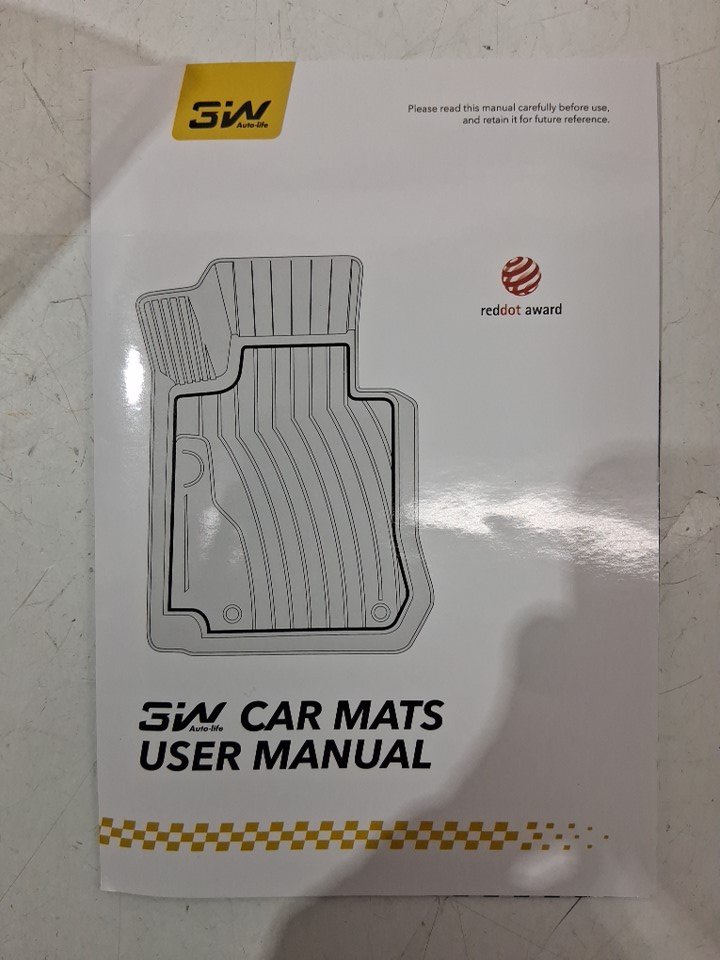 3W
Auto-life
Please read this manual carefully before use,
and retain it for future reference.
reddot award
3W Auto-life CAR MATS
USER MANUAL